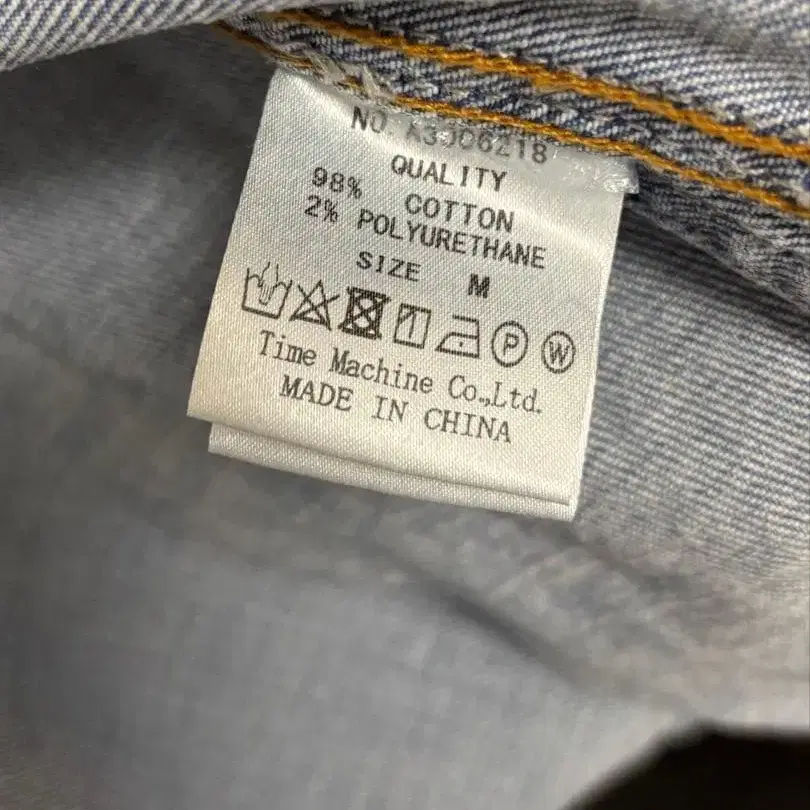 NO. A3006218
QUALITY
98% COTTON
2% POLYURETHANE
SIZE M
P W
Time Machine Co.,Ltd.
MADE IN CHINA